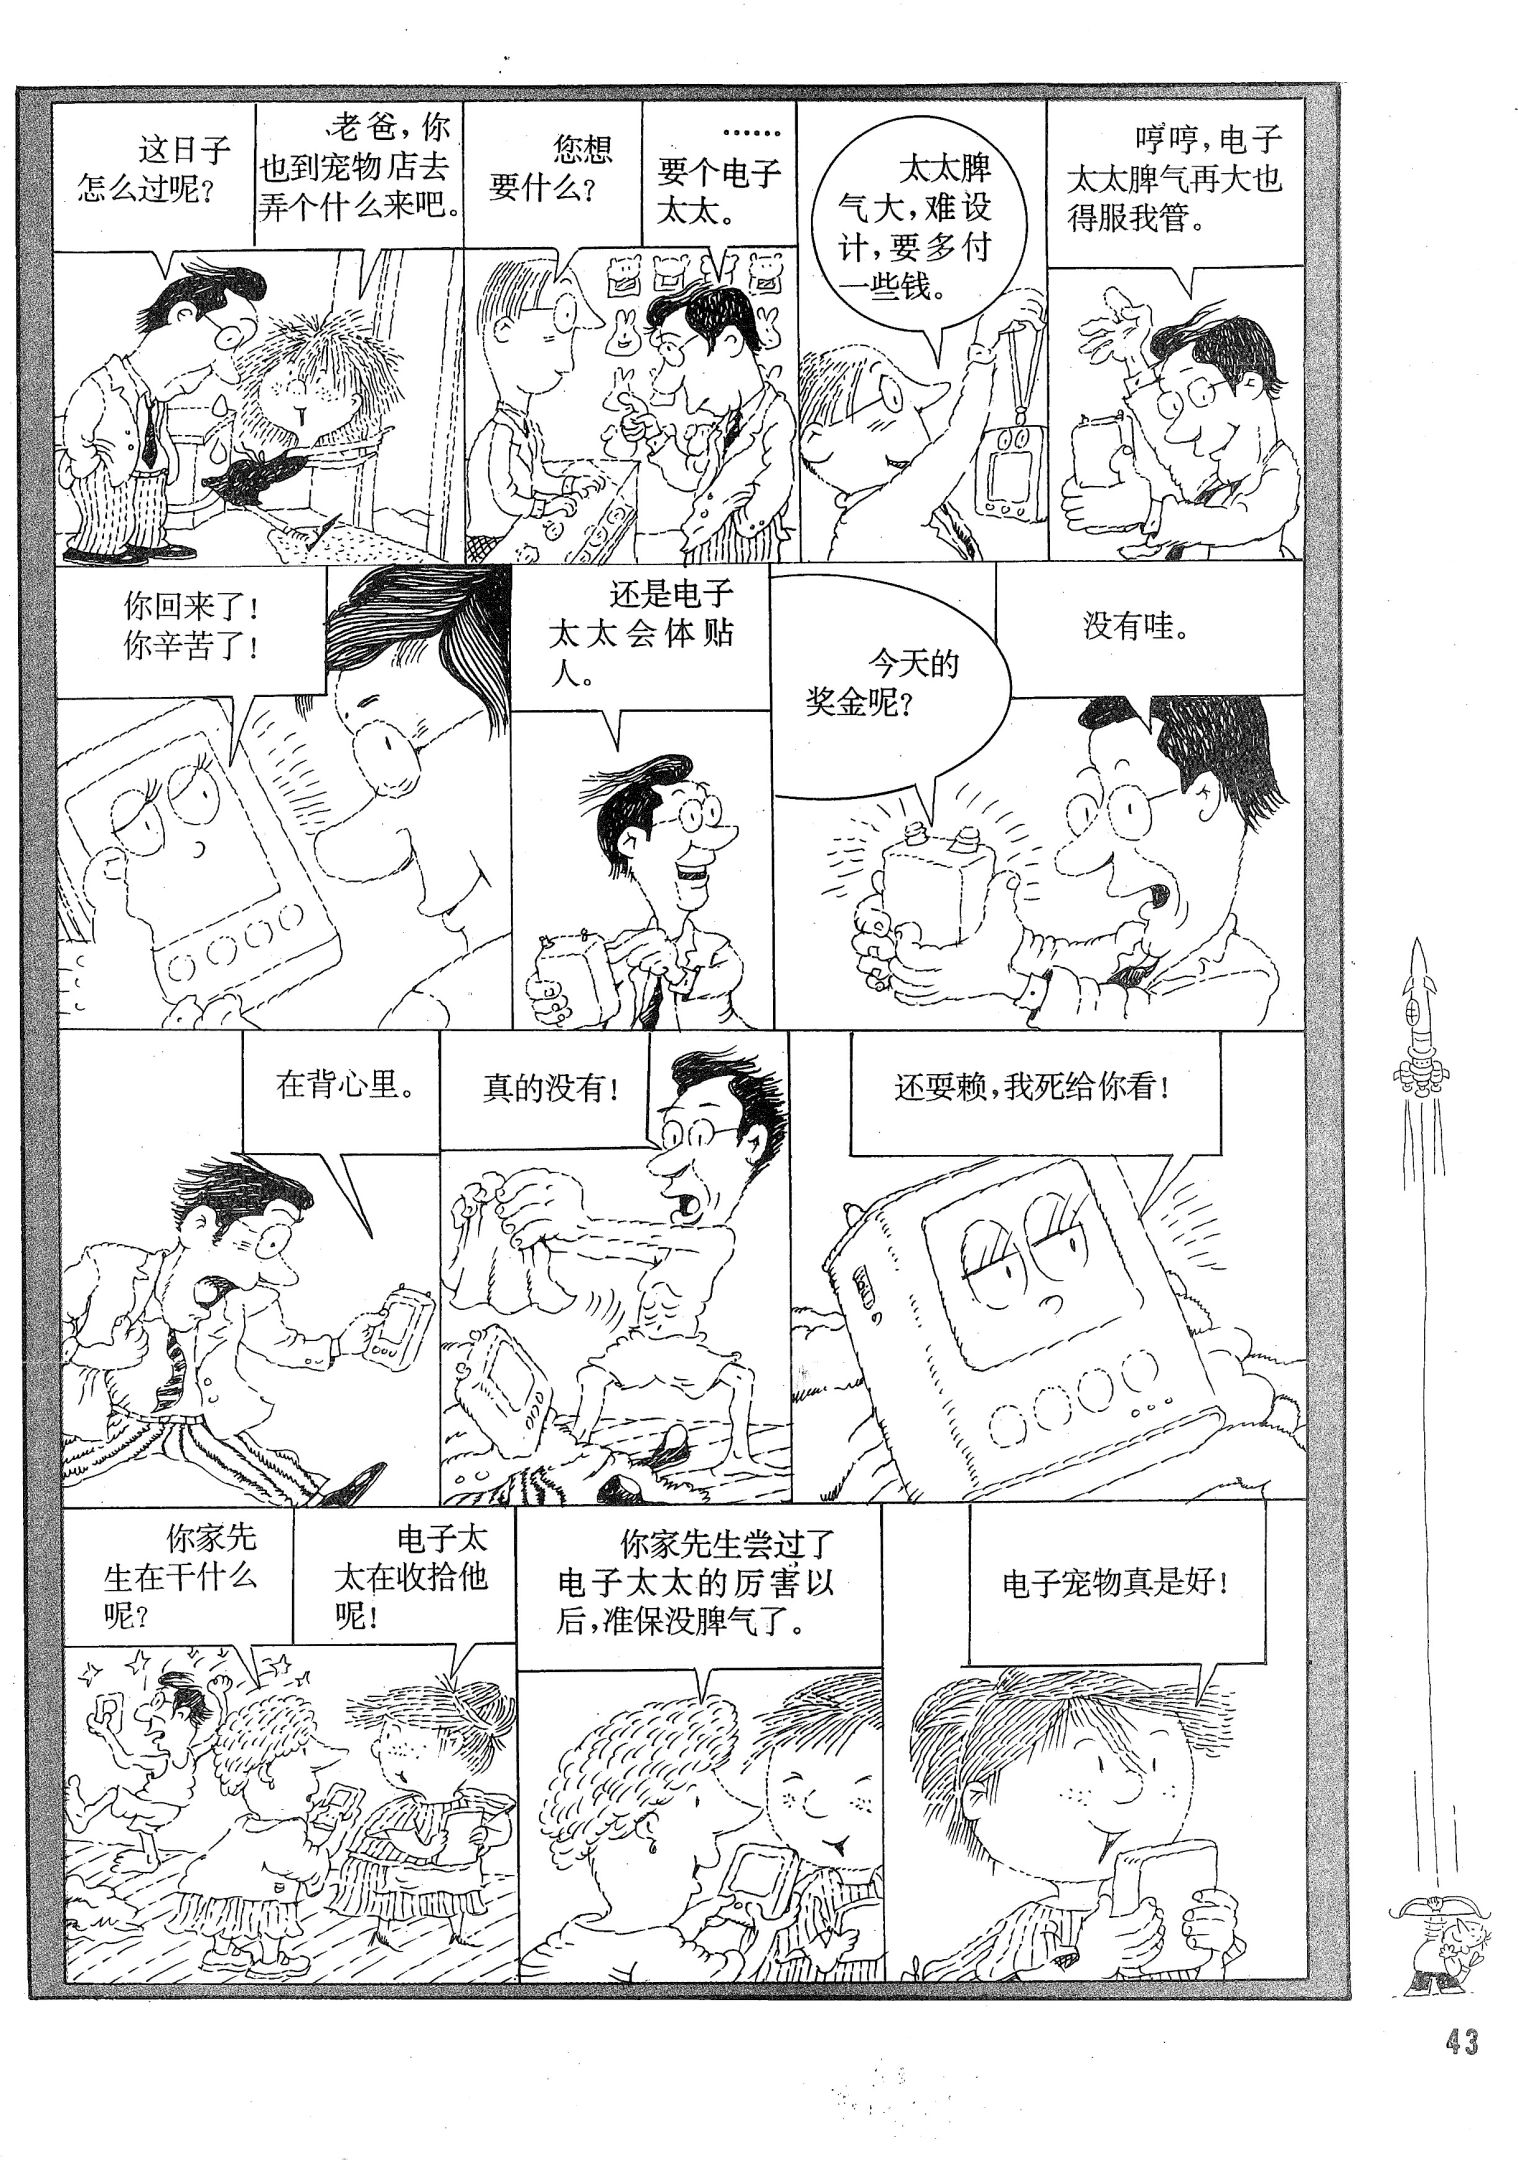 这日子
怎么过呢？
老爸，你
也到宠物店去
弄个什么来吧。
您想
要什么？
……
要个电子
太太。
太太脾
气大，难设
计，要多付
一些钱。
哼哼，电子
太太脾气再大也
得服我管。
你回来了！
你辛苦了！
还是电子
太太会体贴
人。
今天的
奖金呢？
没有哇。
在背心里。
真的没有！
还耍赖，我死给你看！
你家先
生在干什么
呢？
电子太
太在收拾他
呢！
你家先生尝过了
电子太太的厉害以
后，准保没脾气了。
电子宠物真是好！
43